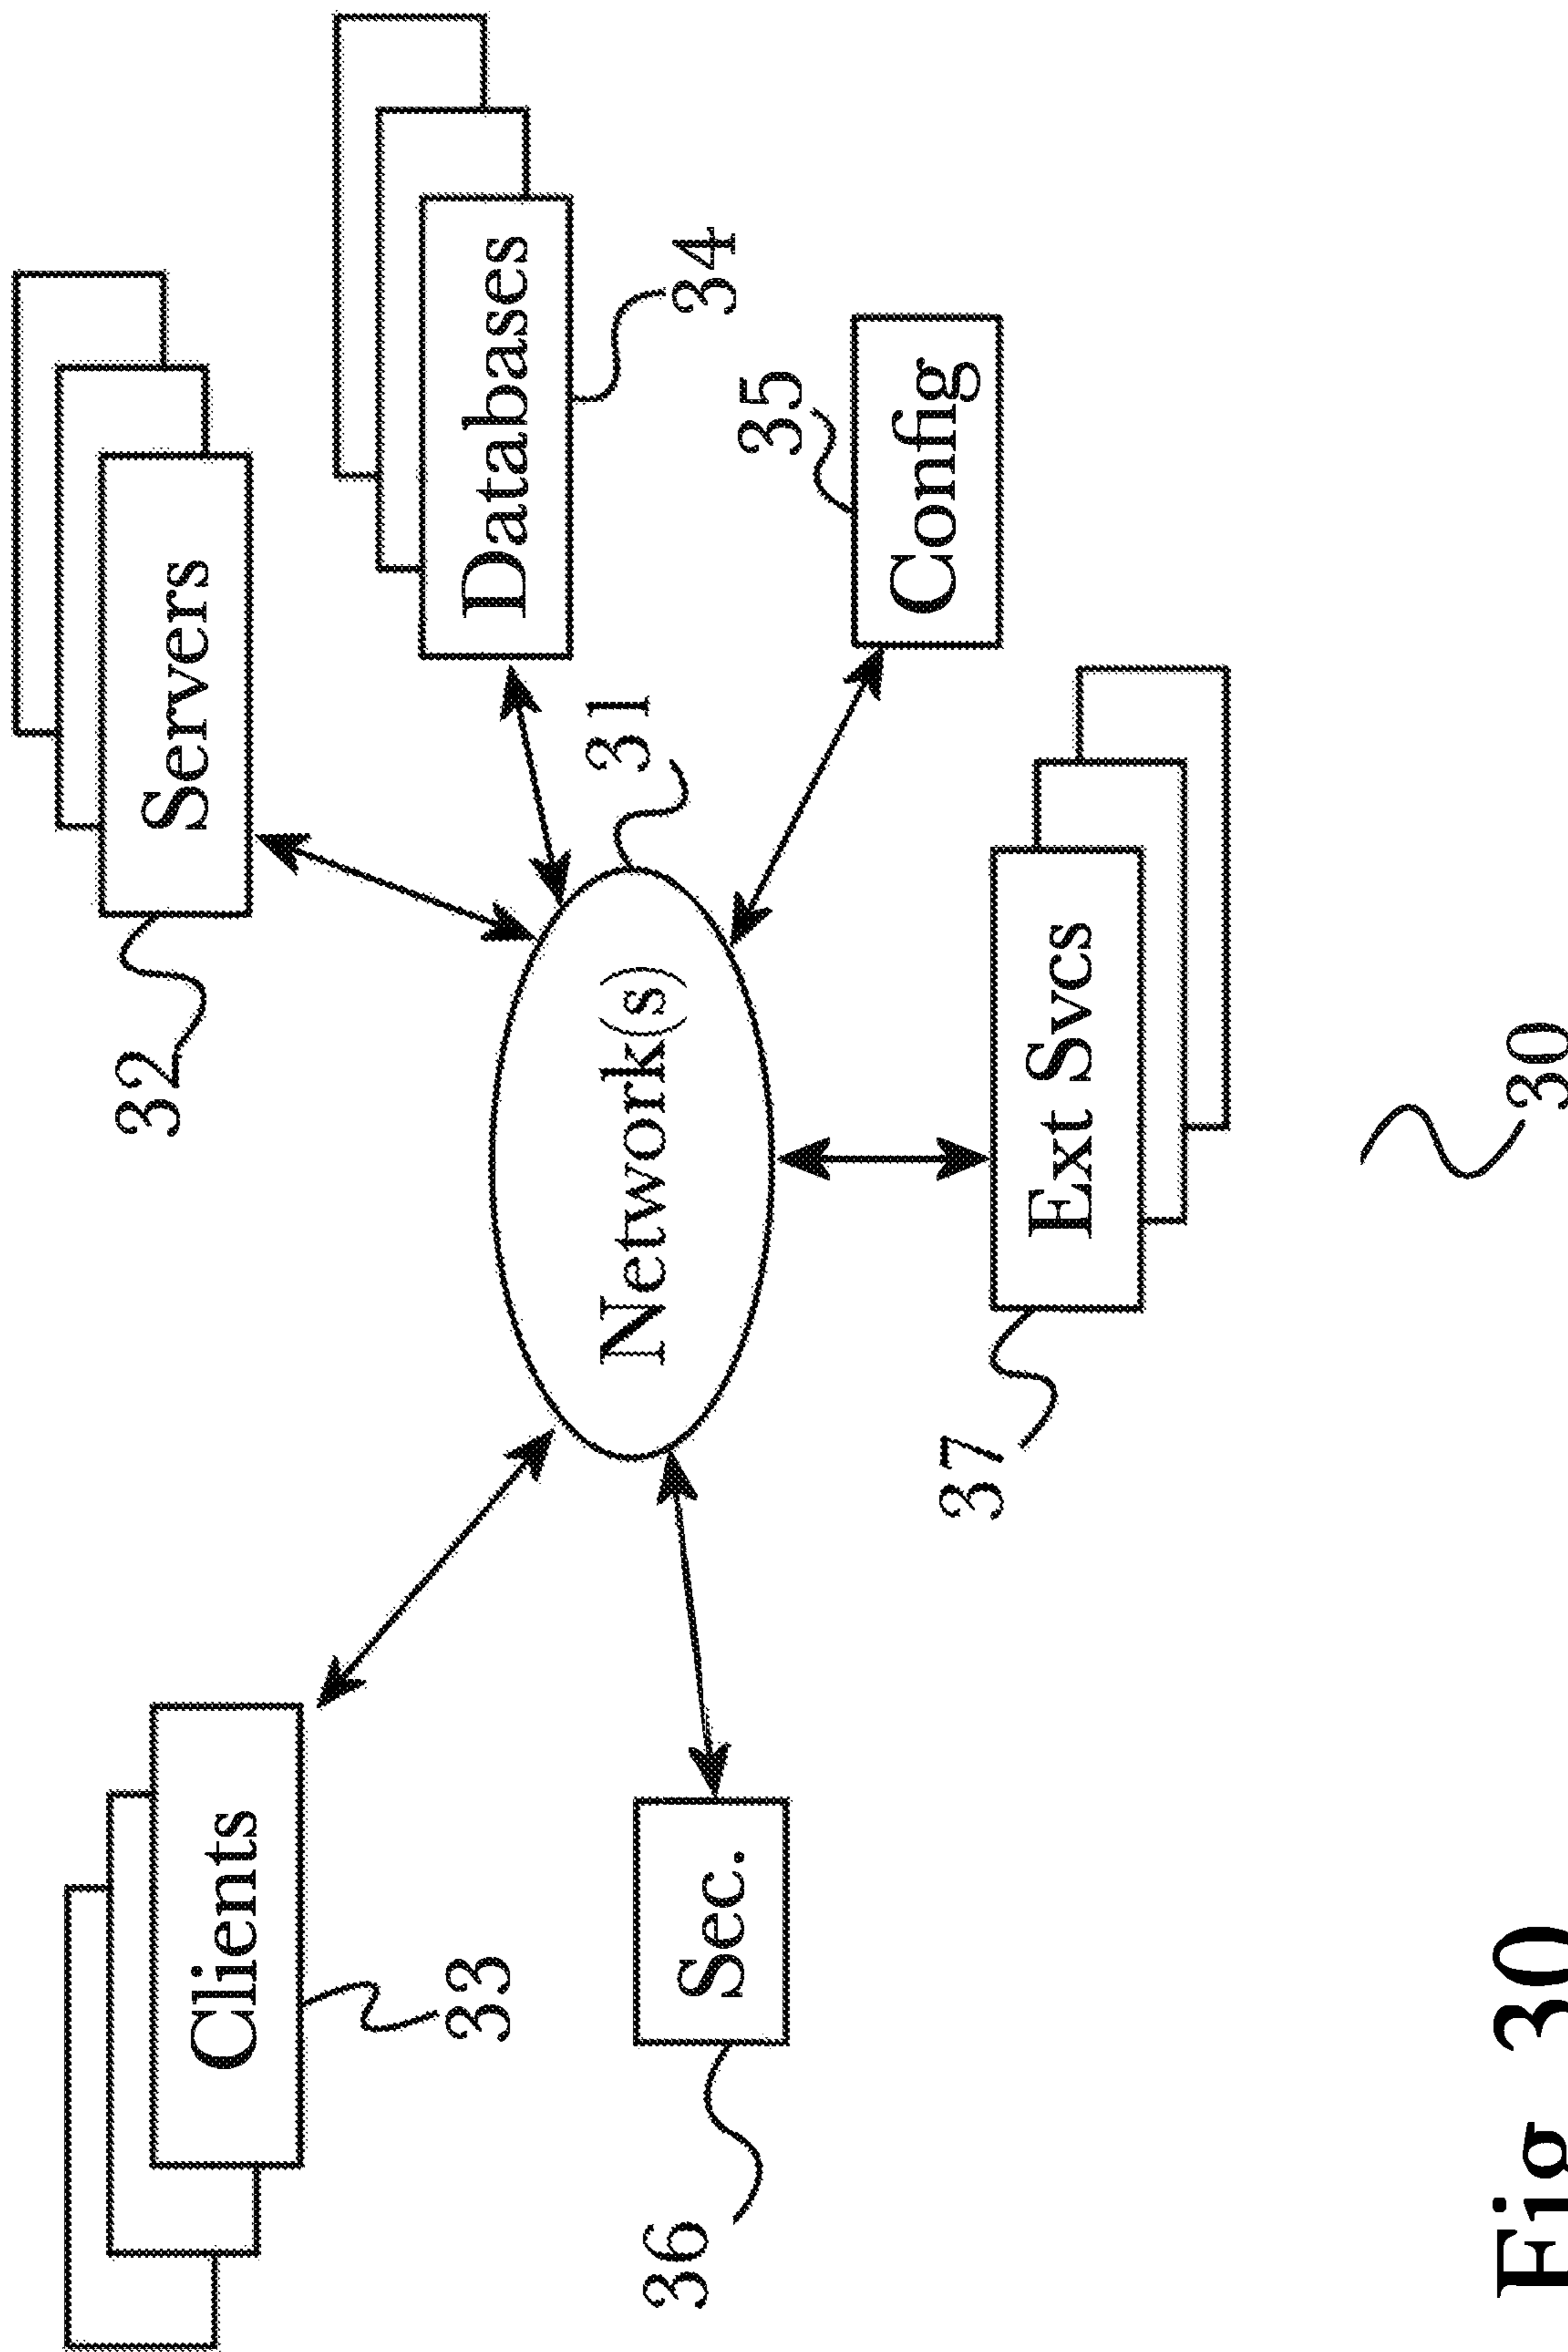 Clients
Servers
32
33
Databases
34
Network(s)
31
Sec.
36
35
Config
37
Ext Svcs
30
Fig. 30